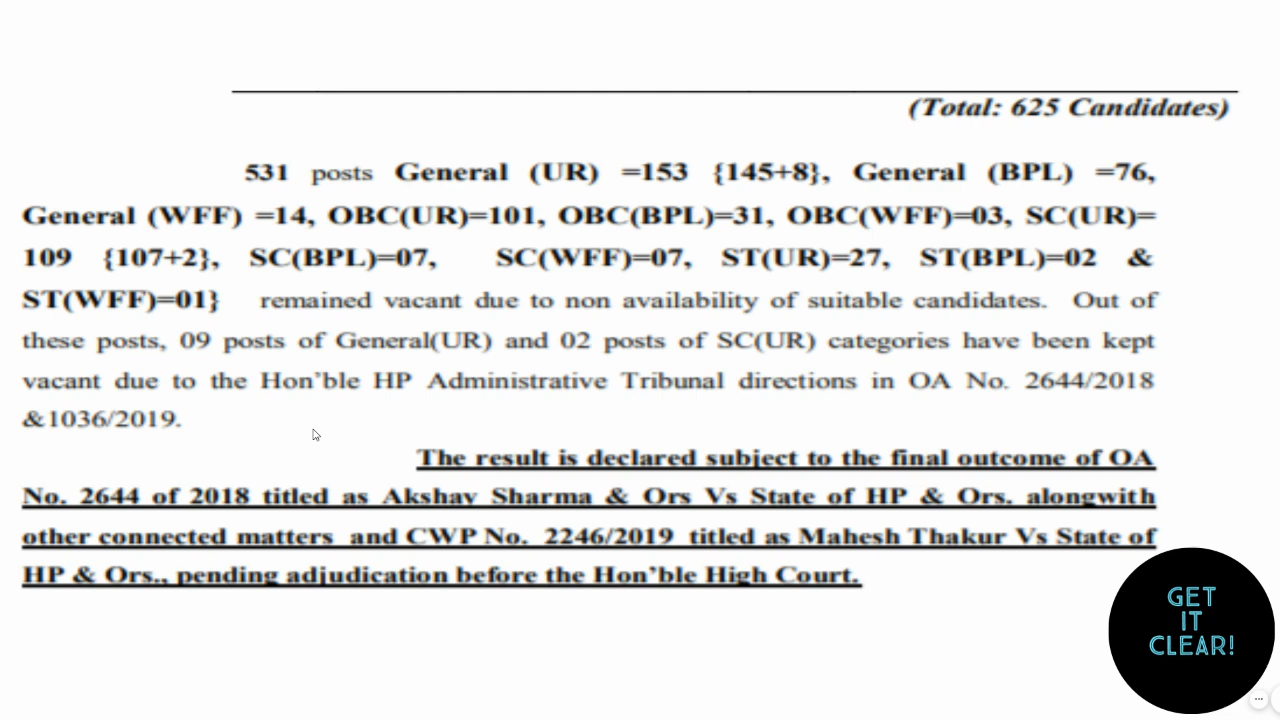 (Total: 625 Candidates)
531 posts General (UR) =153 {145+8}, General (BPL) =76,
General (WFF) =14, OBC(UR)=101, OBC(BPL)=31, OBC(WFF)=03, SC(UR)=
109 {107+2}, SC(BPL)=07, SC(WFF)=07, ST(UR)=27, ST(BPL)=02 &
ST(WFF)=01} remained vacant due to non availability of suitable candidates. Out of
these posts, 09 posts of General(UR) and 02 posts of SC(UR) categories have been kept
vacant due to the Hon'ble HP Administrative Tribunal directions in OA No. 2644/2018
&1036/2019.
The result is declared subject to the final outcome of OA
No. 2644 of 2018 titled as Akshay Sharma & Ors Vs State of HP & Ors. alongwith
other connected matters and CWP No. 2246/2019 titled as Mahesh Thakur Vs State of
HP & Ors., pending adjudication before the Hon'ble High Court.
GET
IT
CLEAR!